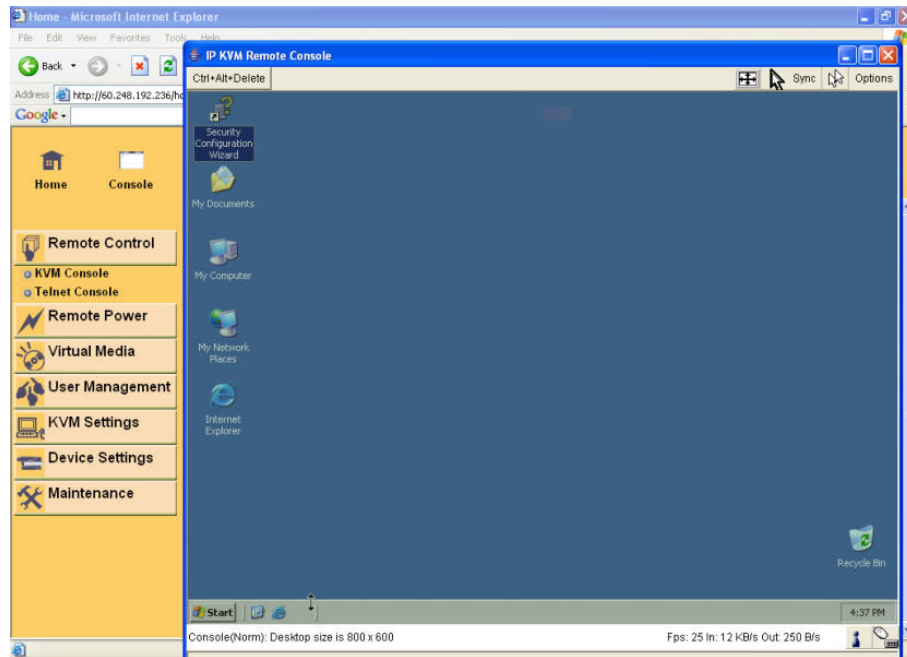 Home - Microsoft Internet Explorer
File Edit View Favorites Tools Help
Back
Address http://60.248.192.236/ho
Google
Home Console
Remote Control
KVM Console
Telnet Console
Remote Power
Virtual Media
User Management
KVM Settings
Device Settings
Maintenance
IP KVM Remote Console
Ctrl+Alt+Delete Sync Options
Security
Configuration
Wizard
My Documents
My Computer
My Network
Places
Internet
Explorer
Recycle Bin
Start 4:37 PM
Console(Norm): Desktop size is 800 x 600 Fps: 25 In: 12 KB/s Out: 250 B/s